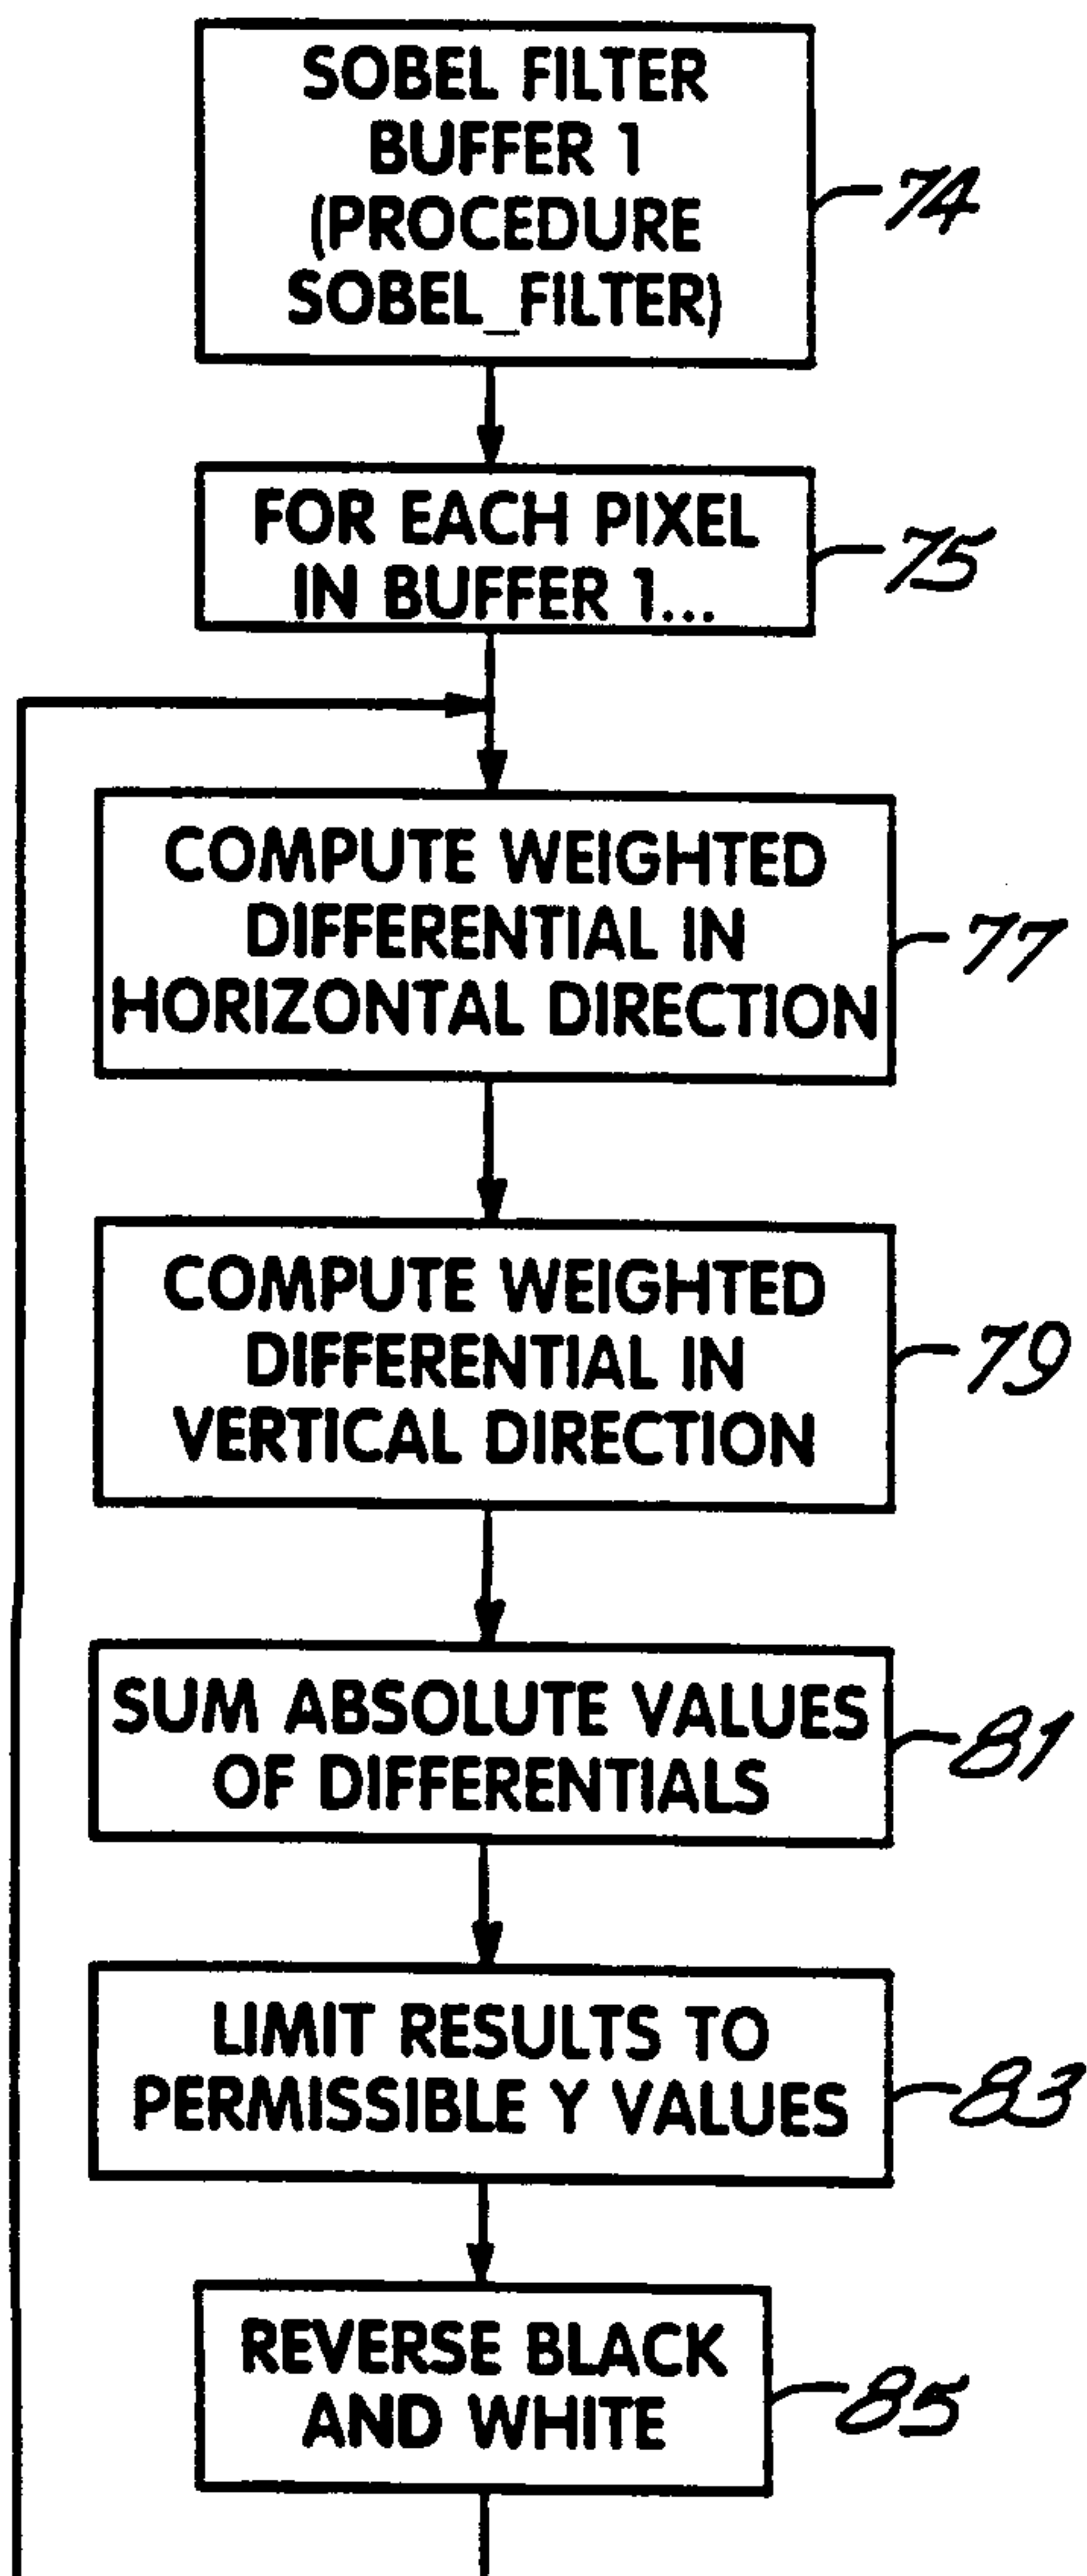 SOBEL FILTER
BUFFER 1
(PROCEDURE
SOBEL_FILTER)
74
FOR EACH PIXEL
IN BUFFER 1...
75
COMPUTE WEIGHTED
DIFFERENTIAL IN
HORIZONTAL DIRECTION
77
COMPUTE WEIGHTED
DIFFERENTIAL IN
VERTICAL DIRECTION
79
SUM ABSOLUTE VALUES
OF DIFFERENTIALS
81
LIMIT RESULTS TO
PERMISSIBLE Y VALUES
83
REVERSE BLACK
AND WHITE
85